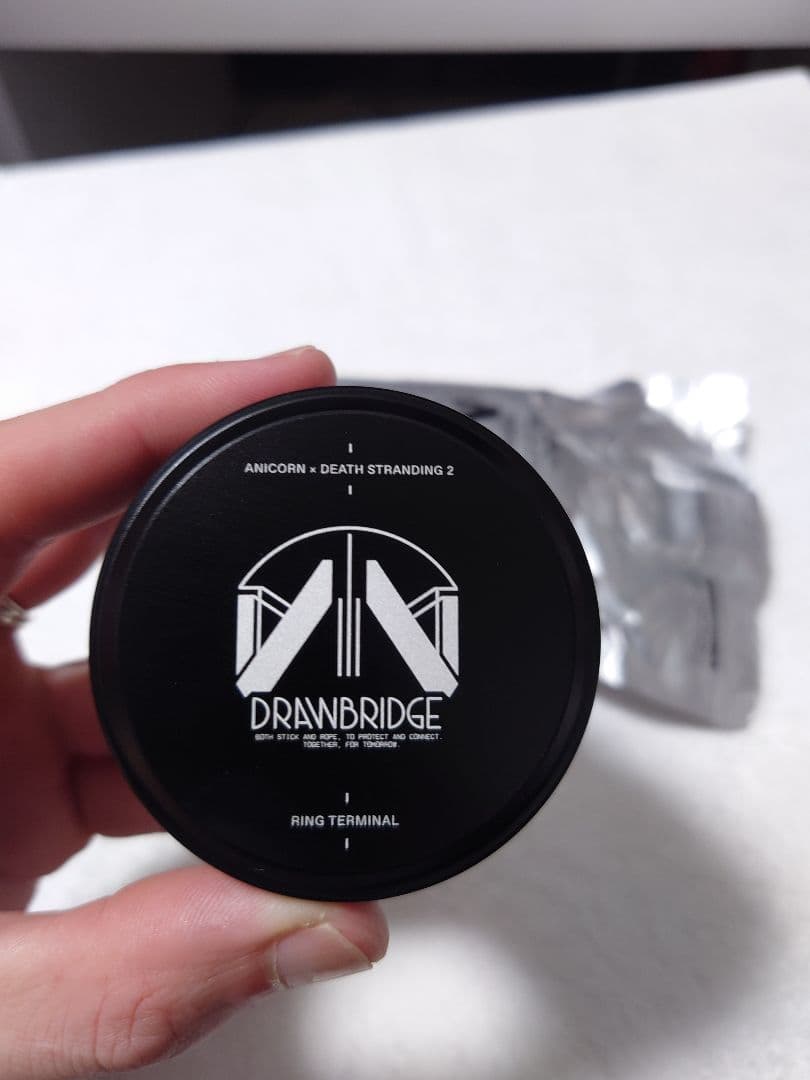 ANICORN × DEATH STRANDING 2
DRAWBRIDGE
BOTH STICK AND ROPE, TO PROTECT AND CONNECT.
TOGETHER, FOR TOMORROW.
RING TERMINAL